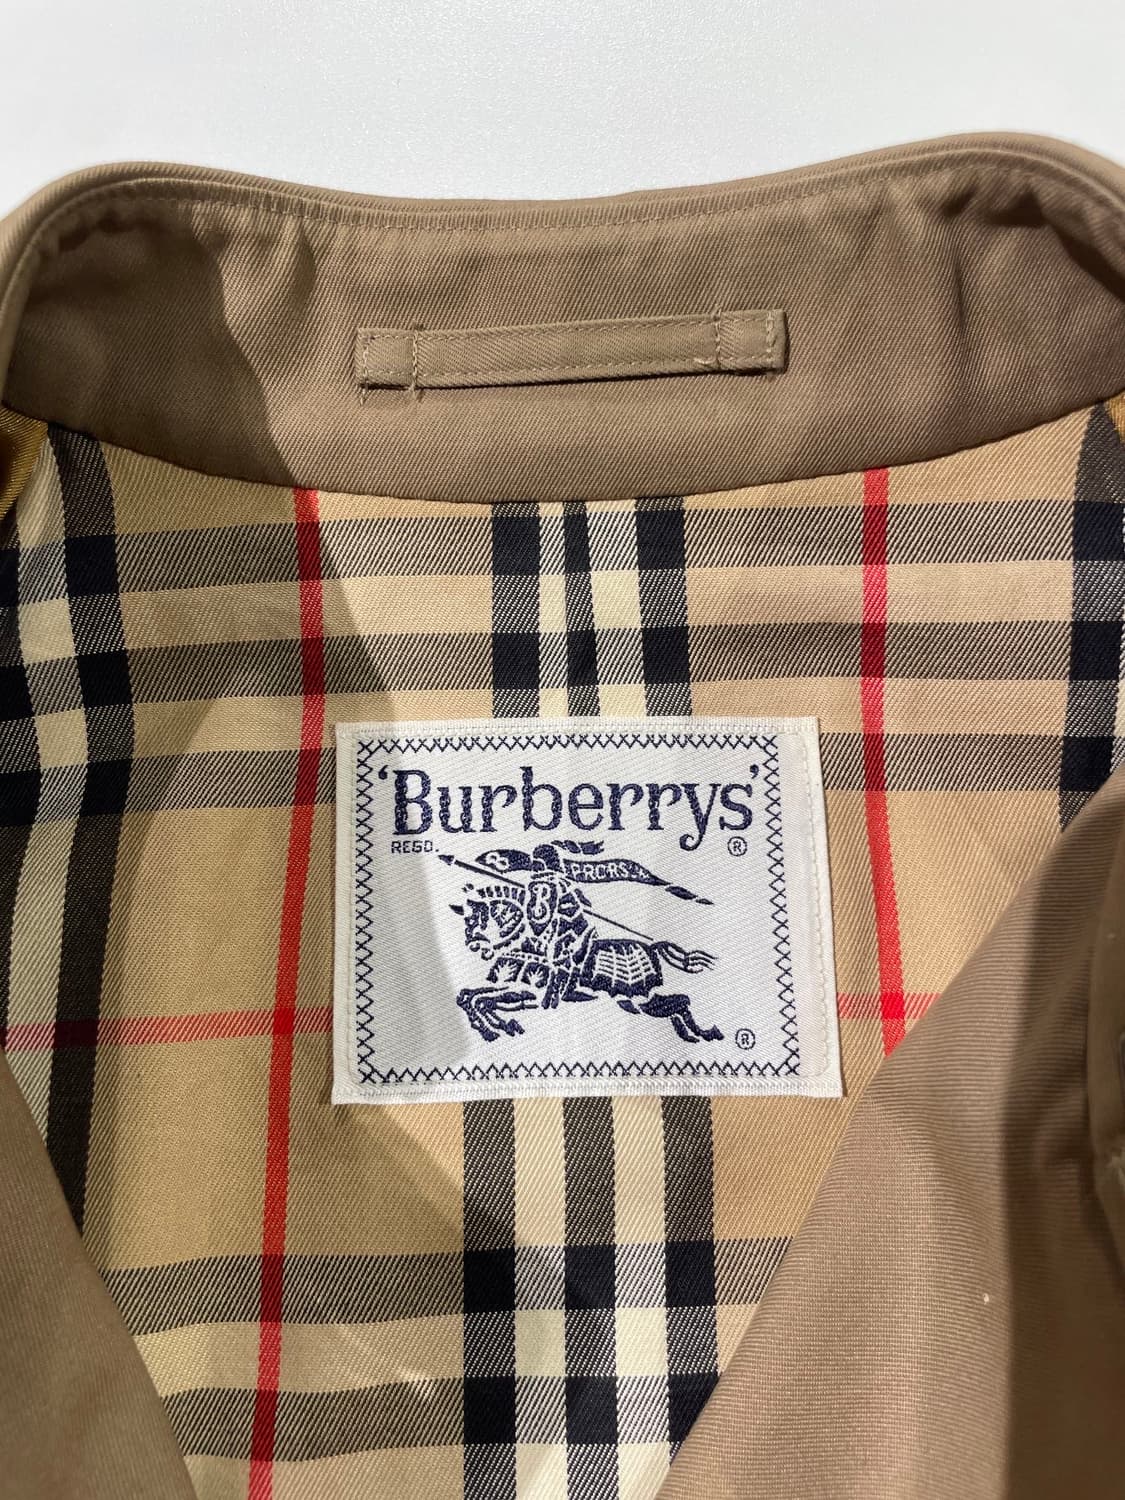 'Burberrys'
REGD. ®
B PRORSUM
B
®